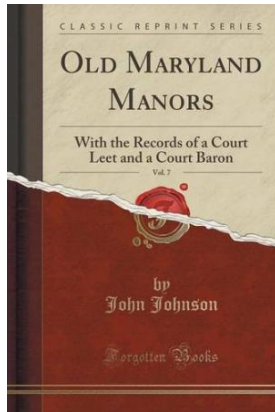 CLASSIC REPRINT SERIES
OLD MARYLAND
MANORS
With the Records of a Court
Leet and a Court Baron
Vol. 7
by
John Johnson
Forgotten Books